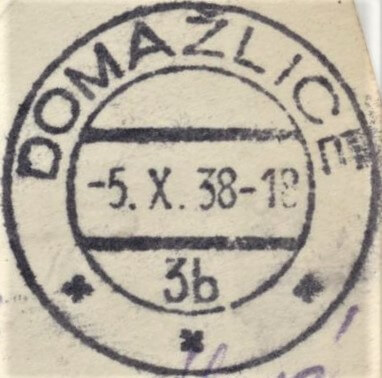 DOMAŽLICE
-5. X. 38-18
3b